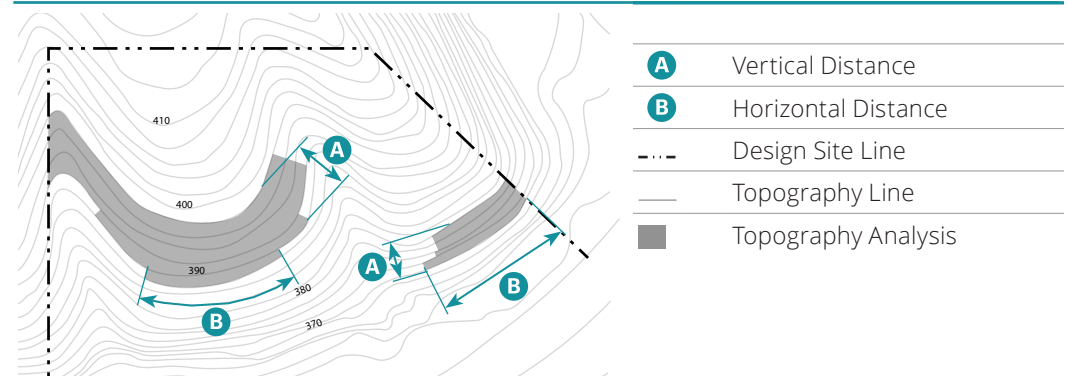 410
A
400
390
A
B
B
380
370
A Vertical Distance
B Horizontal Distance
Design Site Line
Topography Line
Topography Analysis